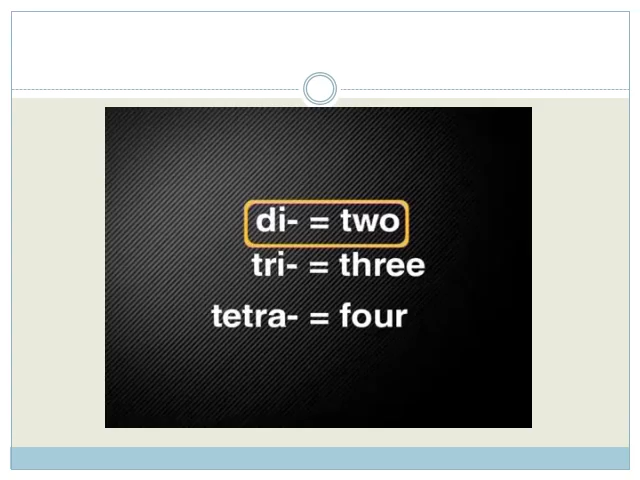 di- = two
tri- = three
tetra- = four